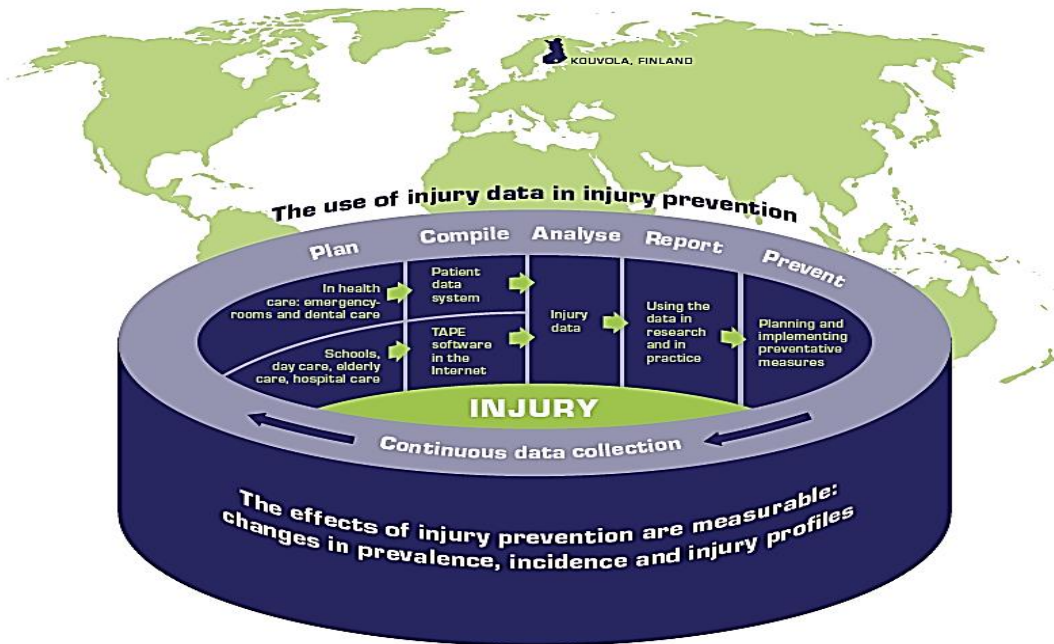 KOUVOLA, FINLAND
The use of injury data in injury prevention
Plan
Compile
Analyse
Report
Prevent
In health
care: emergency-
rooms and dental care
Patient
data
system
Schools,
day care, elderly
care, hospital care
TAPE
software
in the
Internet
Injury
data
Using the
data in
research
and in
practice
Planning and
implementing
preventative
measures
INJURY
Continuous data collection
The effects of injury prevention are measurable:
changes in prevalence, incidence and injury profiles